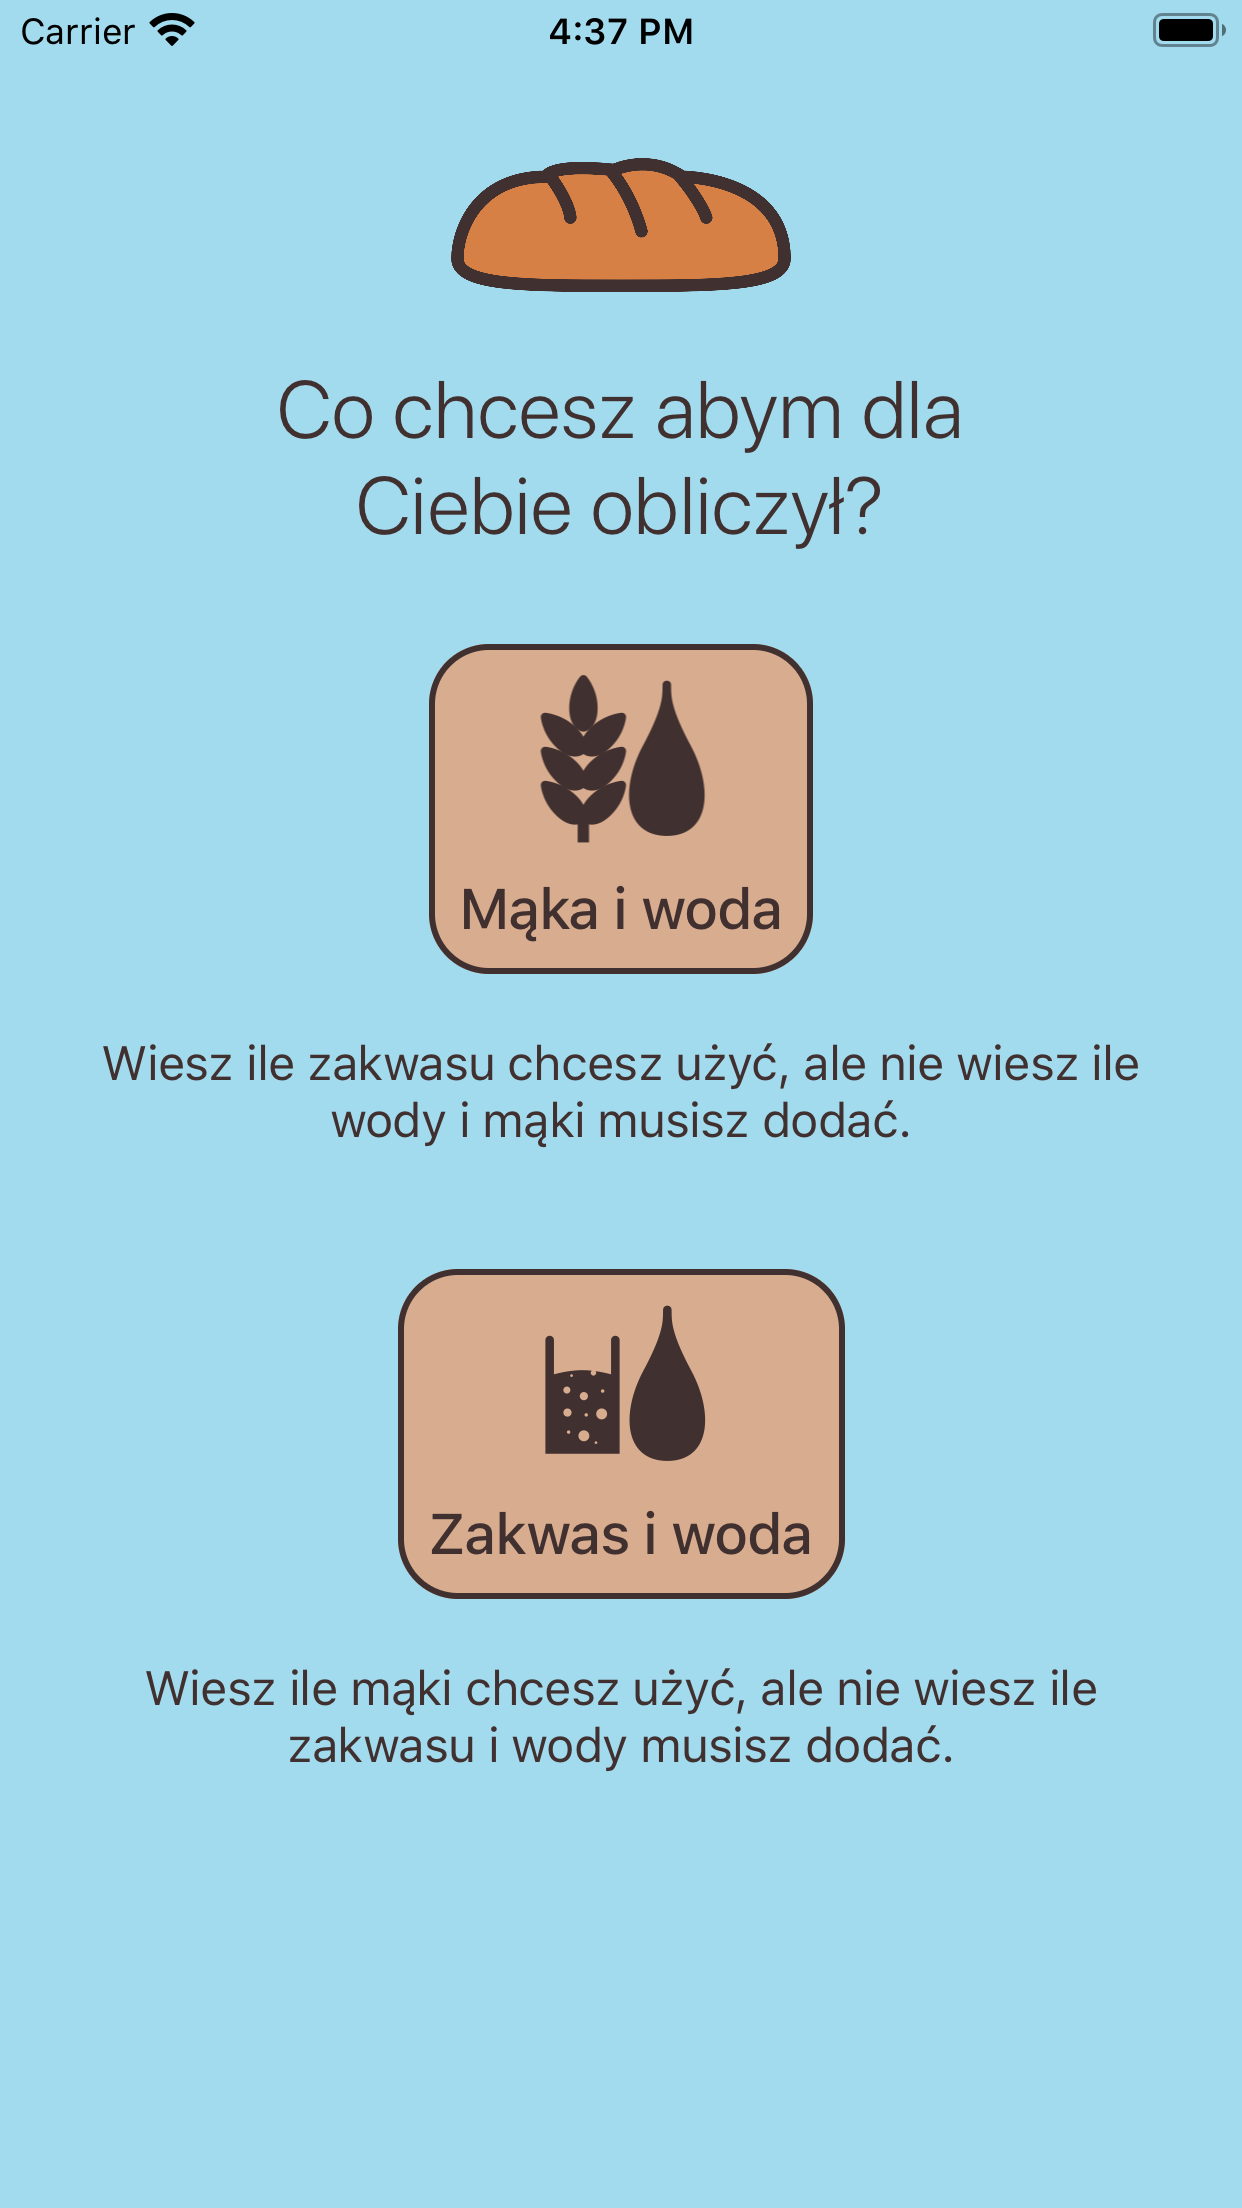 Carrier 4:37 PM
Co chcesz abym dla
Ciebie obliczył?
Mąka i woda
Wiesz ile zakwasu chcesz użyć, ale nie wiesz ile
wody i mąki musisz dodać.
Zakwas i woda
Wiesz ile mąki chcesz użyć, ale nie wiesz ile
zakwasu i wody musisz dodać.